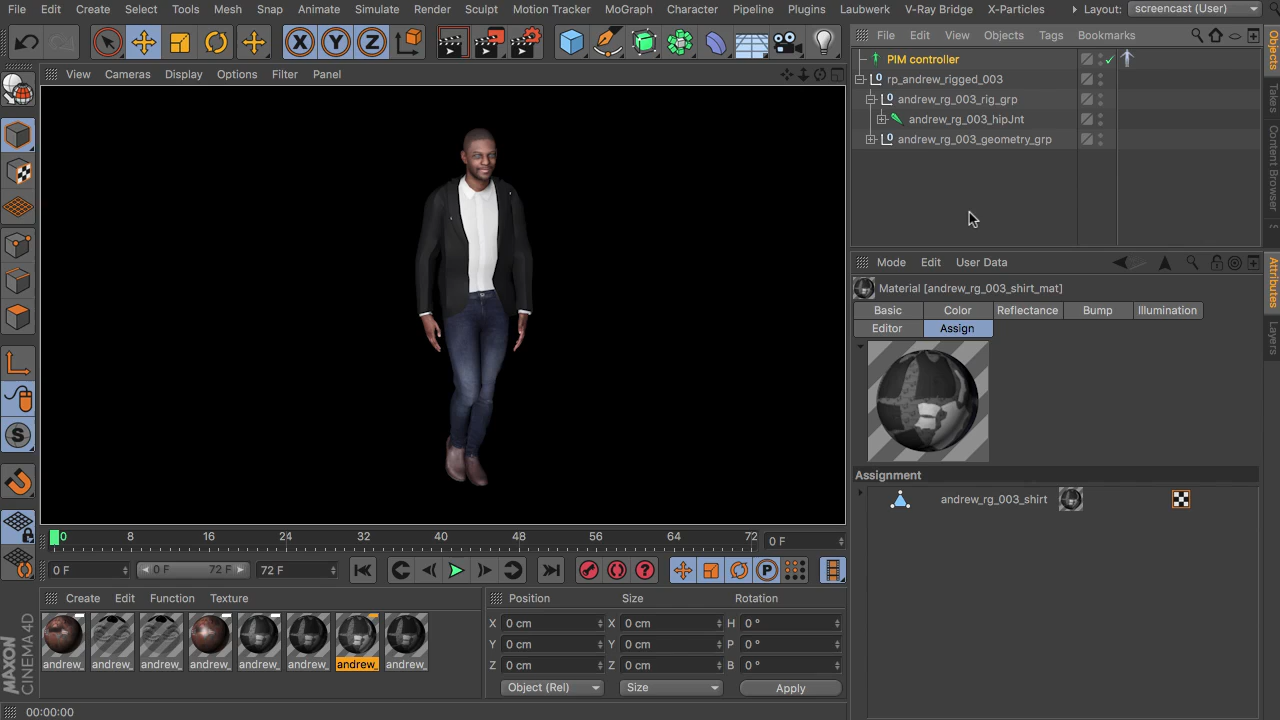 File Edit Create Select Tools Mesh Snap Animate Simulate Render Sculpt Motion Tracker MoGraph Character Pipeline Plugins Laubwerk V-Ray Bridge X-Particles Layout: screencast (User)
X Y Z
File Edit View Objects Tags Bookmarks
View Cameras Display Options Filter Panel
PIM controller
rp_andrew_rigged_003
andrew_rg_003_rig_grp
andrew_rg_003_hipJnt
andrew_rg_003_geometry_grp
Objects
Takes
Content Browser
Mode Edit User Data
Material [andrew_rg_003_shirt_mat]
Basic Color Reflectance Bump Illumination
Editor Assign
Attributes
Layers
Assignment
andrew_rg_003_shirt
0 8 16 24 32 40 48 56 64 72 0 F
0 F 0 F 72 F 72 F
P
S
Create Edit Function Texture
andrew_ andrew_ andrew_ andrew_ andrew_ andrew_ andrew_ andrew_
Position Size Rotation
X 0 cm X 0 cm H 0 °
Y 0 cm Y 0 cm P 0 °
Z 0 cm Z 0 cm B 0 °
Object (Rel) Size Apply
MAXON
CINEMA 4D
00:00:00